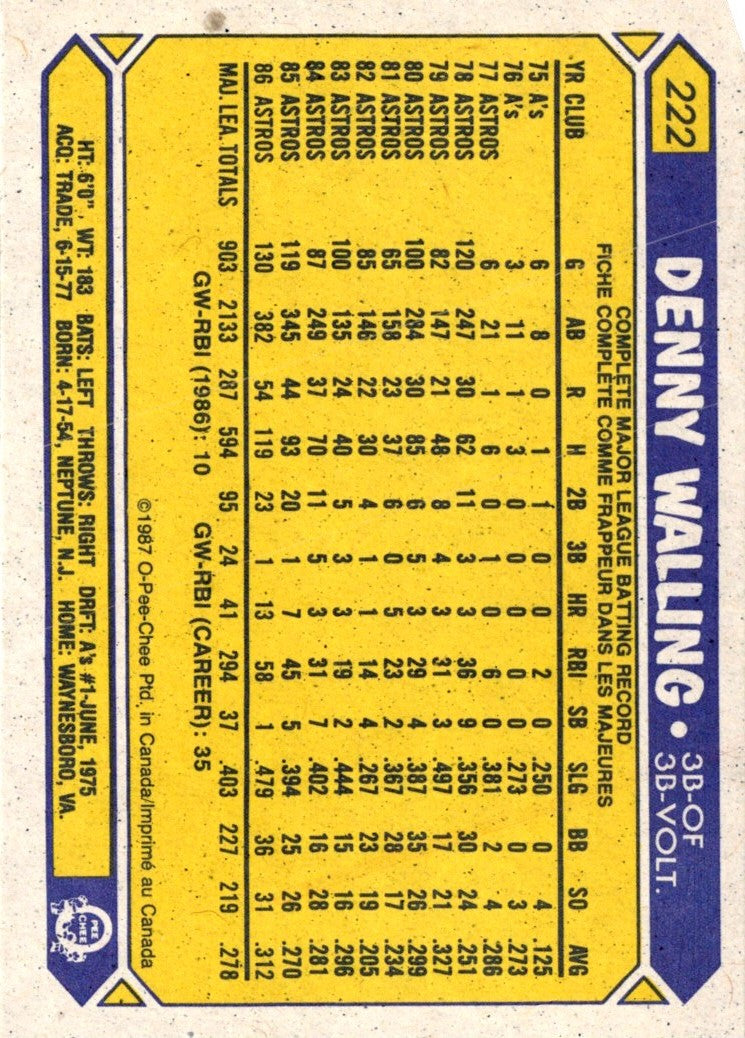 222
DENNY WALLING • 3B-OF
3B-VOLT.
COMPLETE MAJOR LEAGUE BATTING RECORD
FICHE COMPLÈTE COMME FRAPPEUR DANS LES MAJEURES
YR CLUB G AB R H 2B 3B HR RBI SB SLG BB SO AVG
75 A's 6 8 0 1 1 0 0 2 0 .250 0 4 .125
76 A's 3 11 1 3 0 0 0 0 0 .273 0 3 .273
77 ASTROS 6 21 1 6 0 1 0 6 0 .381 2 4 .286
78 ASTROS 120 247 30 62 11 3 3 36 9 .356 30 24 .251
79 ASTROS 82 147 21 48 8 4 3 31 3 .497 17 21 .327
80 ASTROS 100 284 30 85 6 5 3 29 4 .387 35 26 .299
81 ASTROS 65 158 23 37 6 0 5 23 2 .367 28 17 .234
82 ASTROS 85 146 22 30 4 1 1 14 4 .267 23 19 .205
83 ASTROS 100 135 24 40 5 3 3 19 2 .444 15 16 .296
84 ASTROS 87 249 37 70 11 5 3 31 7 .402 16 28 .281
85 ASTROS 119 345 44 93 20 1 7 45 5 .394 25 26 .270
86 ASTROS 130 382 54 119 23 1 13 58 1 .479 36 31 .312
MAJ. LEA. TOTALS 903 2133 287 594 95 24 41 294 37 .403 227 219 .278
GW-RBI (1986): 10 GW-RBI (CAREER): 35
©1987 O-Pee-Chee Ptd. in Canada/Imprimé au Canada
HT: 6'0" WT: 183 BATS: LEFT THROWS: RIGHT DRFT: A's #1-JUNE, 1975
ACQ: TRADE, 6-15-77 BORN: 4-17-54, NEPTUNE, N.J. HOME: WAYNESBORO, VA.
PEE
CHEE